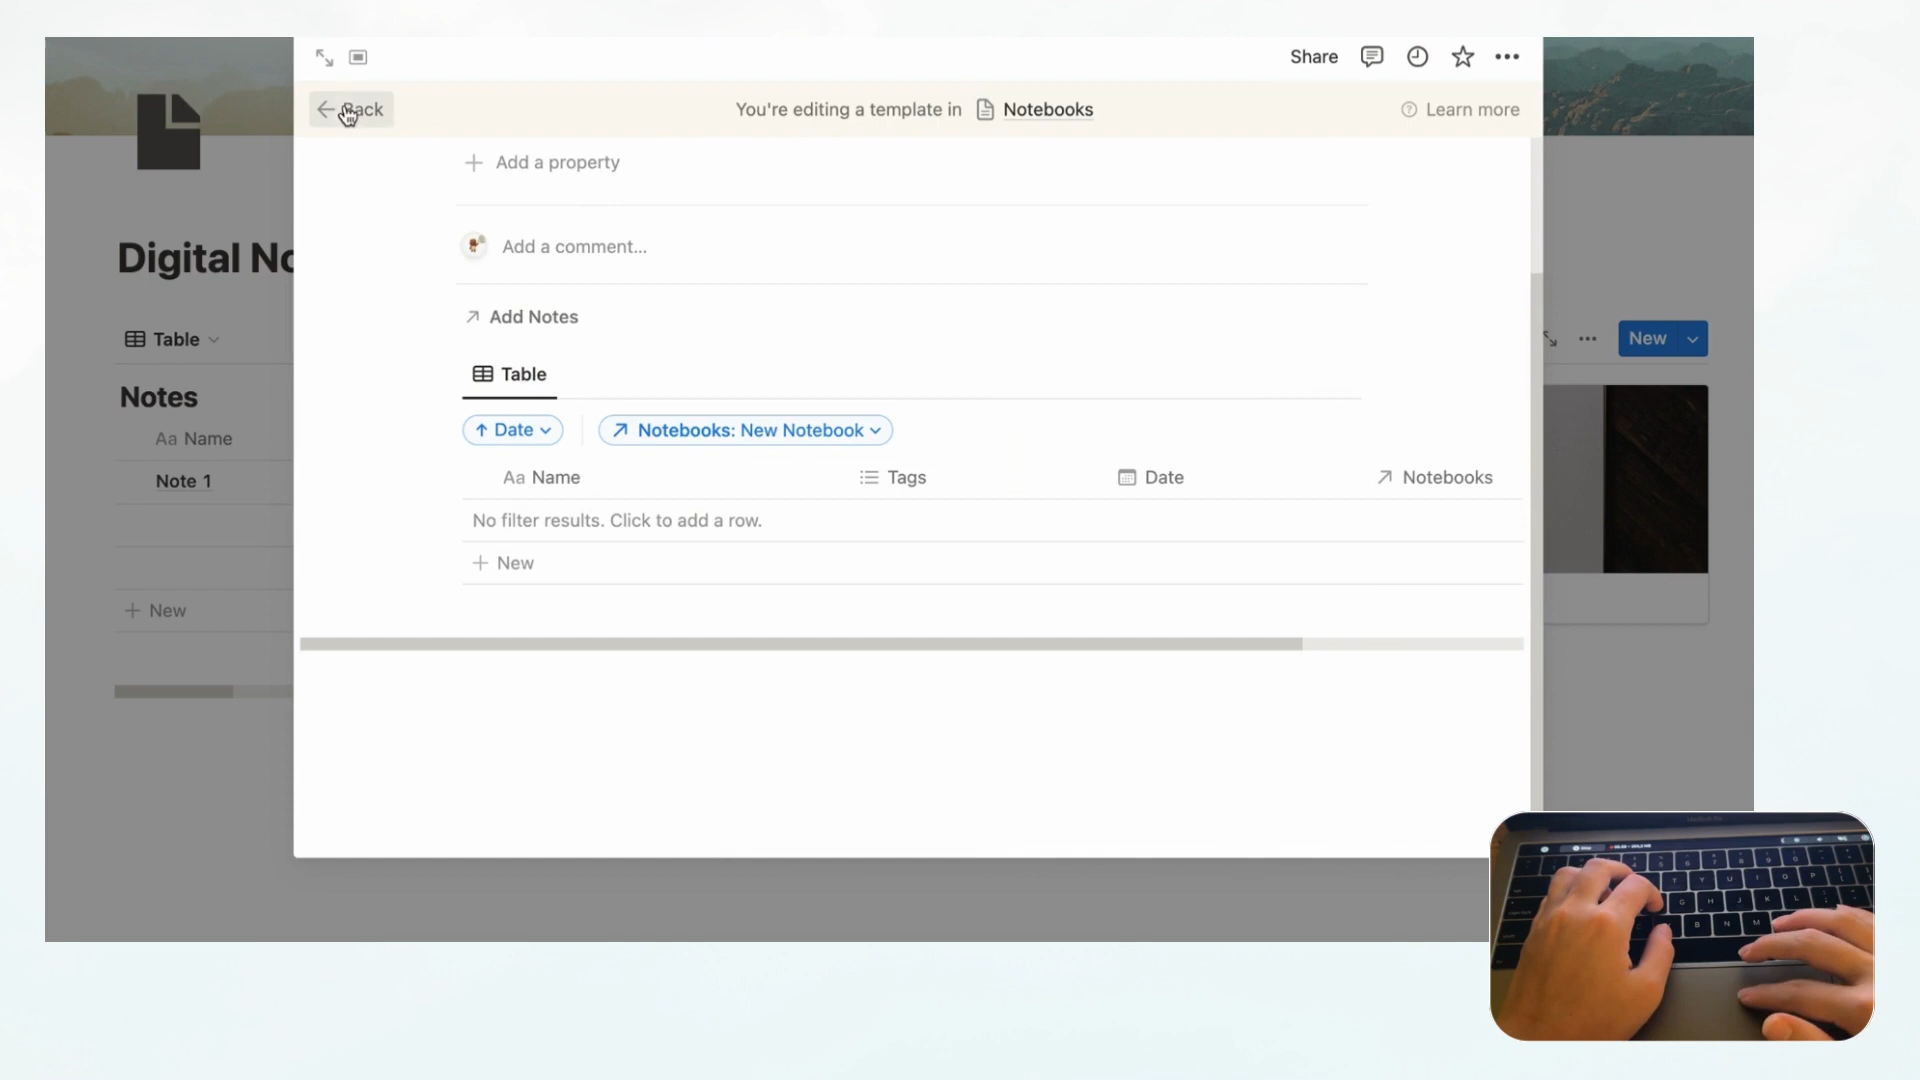 Share
Back
You're editing a template in Notebooks
Learn more
Add a property
Add a comment...
Add Notes
Table
Date
Notebooks: New Notebook
Aa Name
Tags
Date
Notebooks
No filter results. Click to add a row.
New
Digital No
Table
New
Notes
Aa Name
Note 1
New